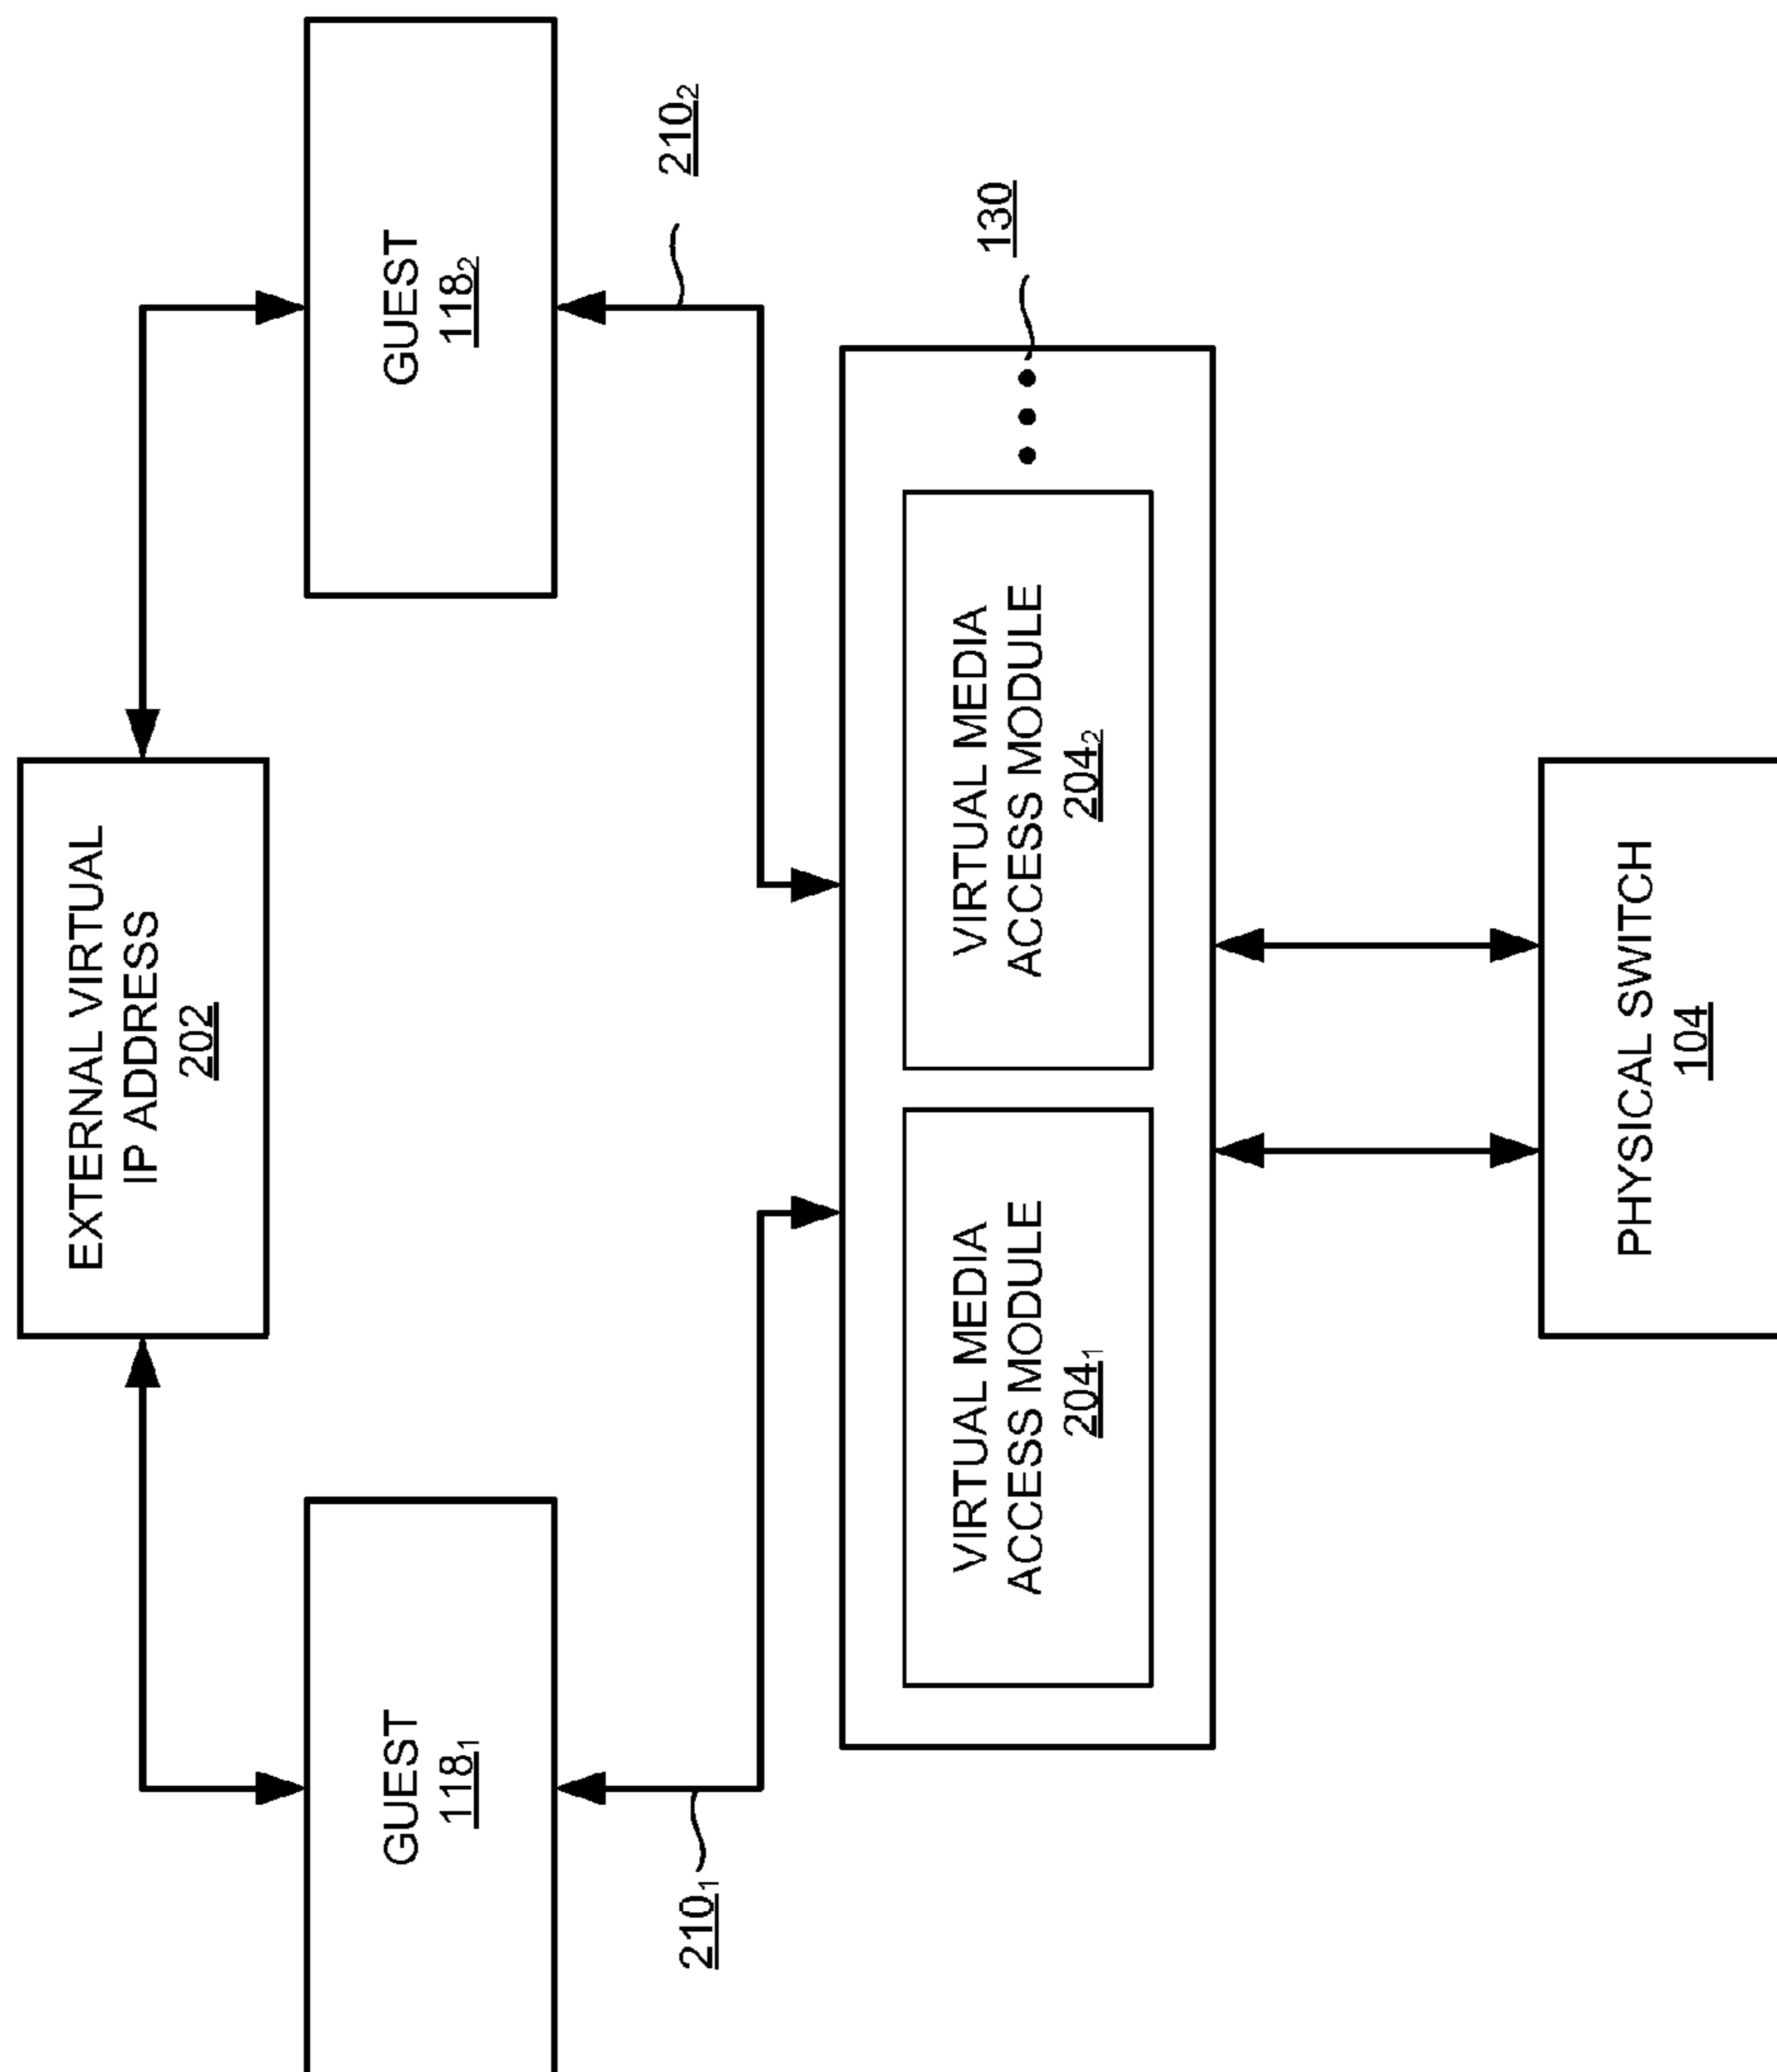 EXTERNAL VIRTUAL
IP ADDRESS
202
GUEST
118₁
GUEST
118₂
210₁
210₂
130
VIRTUAL MEDIA
ACCESS MODULE
204₁
VIRTUAL MEDIA
ACCESS MODULE
204₂
PHYSICAL SWITCH
104